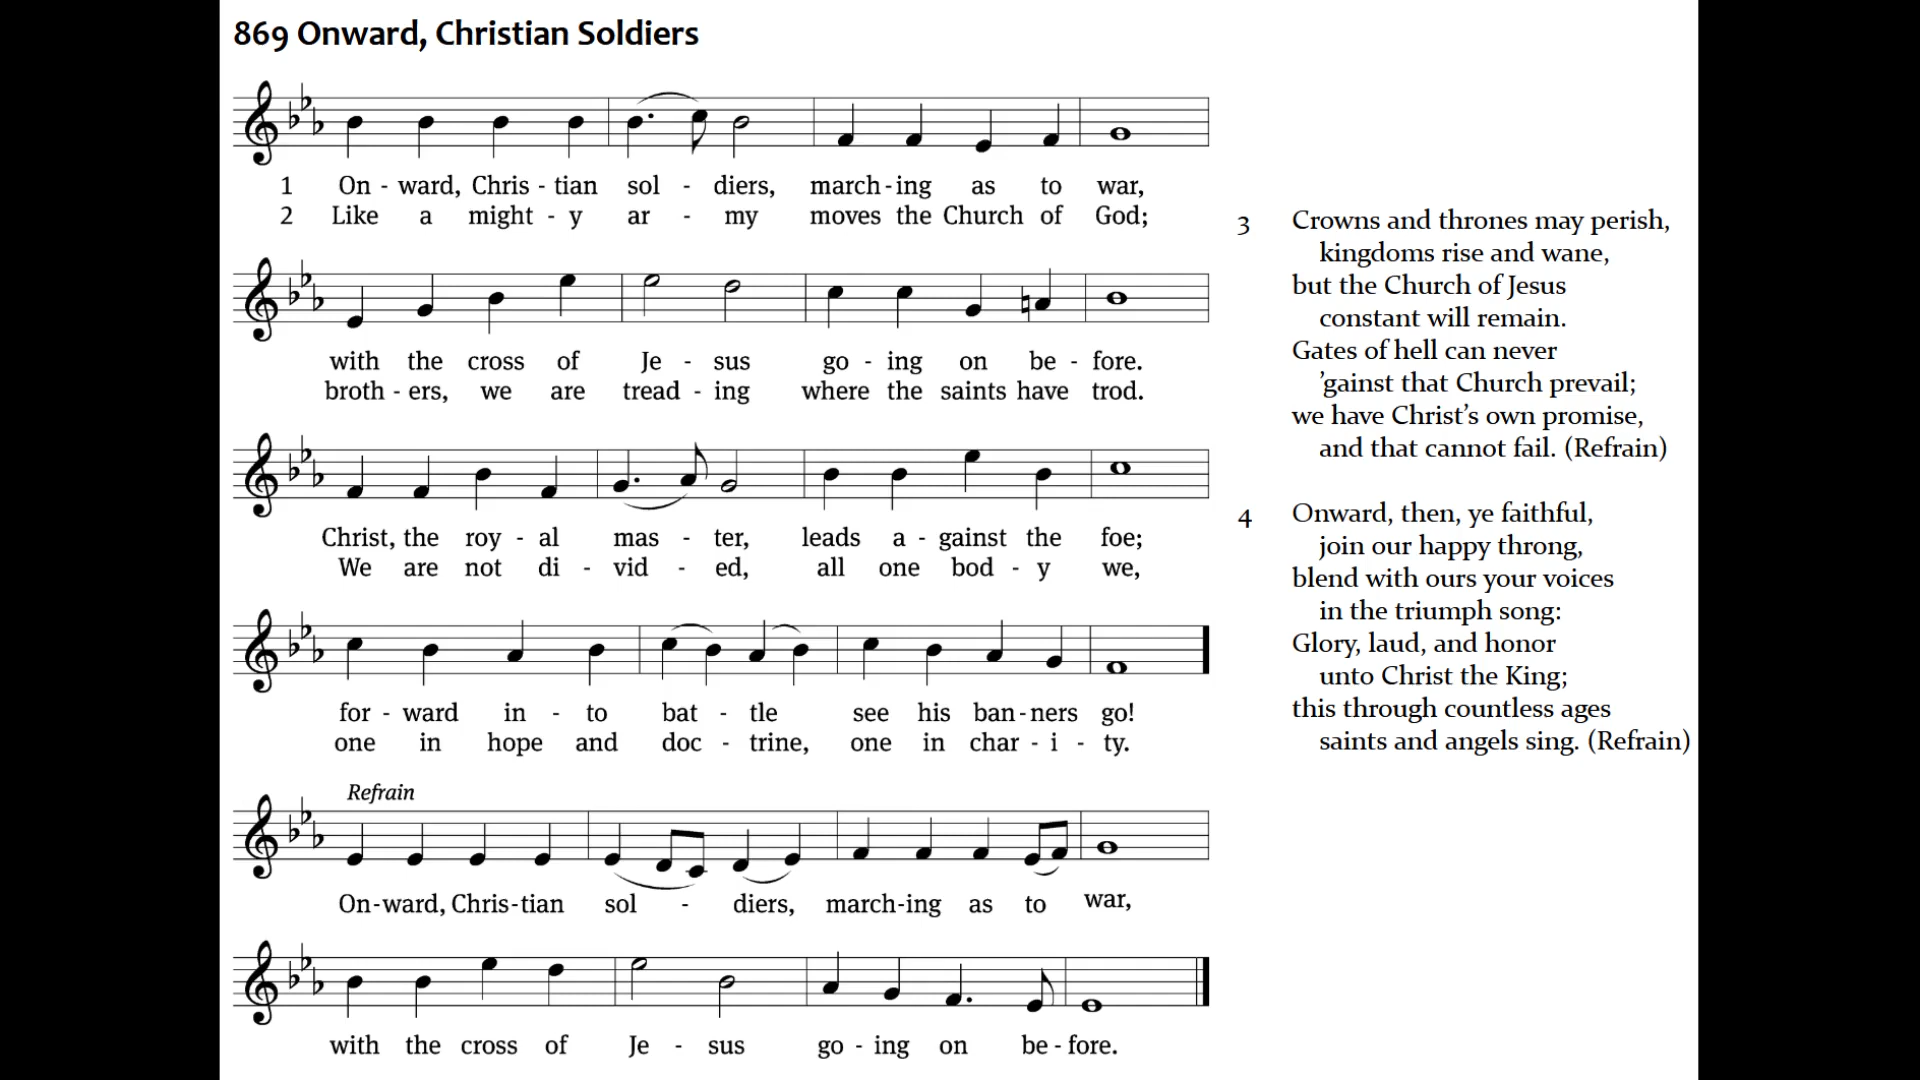 869 Onward, Christian Soldiers
1 On - ward, Chris - tian sol - diers, march - ing as to war,
2 Like a might - y ar - my moves the Church of God;
with the cross of Je - sus go - ing on be - fore.
broth - ers, we are tread - ing where the saints have trod.
Christ, the roy - al mas - ter, leads a - gainst the foe;
We are not di - vid - ed, all one bod - y we,
for - ward in - to bat - tle see his ban - ners go!
one in hope and doc - trine, one in char - i - ty.
Refrain
On - ward, Chris - tian sol - diers, march - ing as to war,
with the cross of Je - sus go - ing on be - fore.
3 Crowns and thrones may perish,
kingdoms rise and wane,
but the Church of Jesus
constant will remain.
Gates of hell can never
’gainst that Church prevail;
we have Christ’s own promise,
and that cannot fail. (Refrain)
4 Onward, then, ye faithful,
join our happy throng,
blend with ours your voices
in the triumph song:
Glory, laud, and honor
unto Christ the King;
this through countless ages
saints and angels sing. (Refrain)